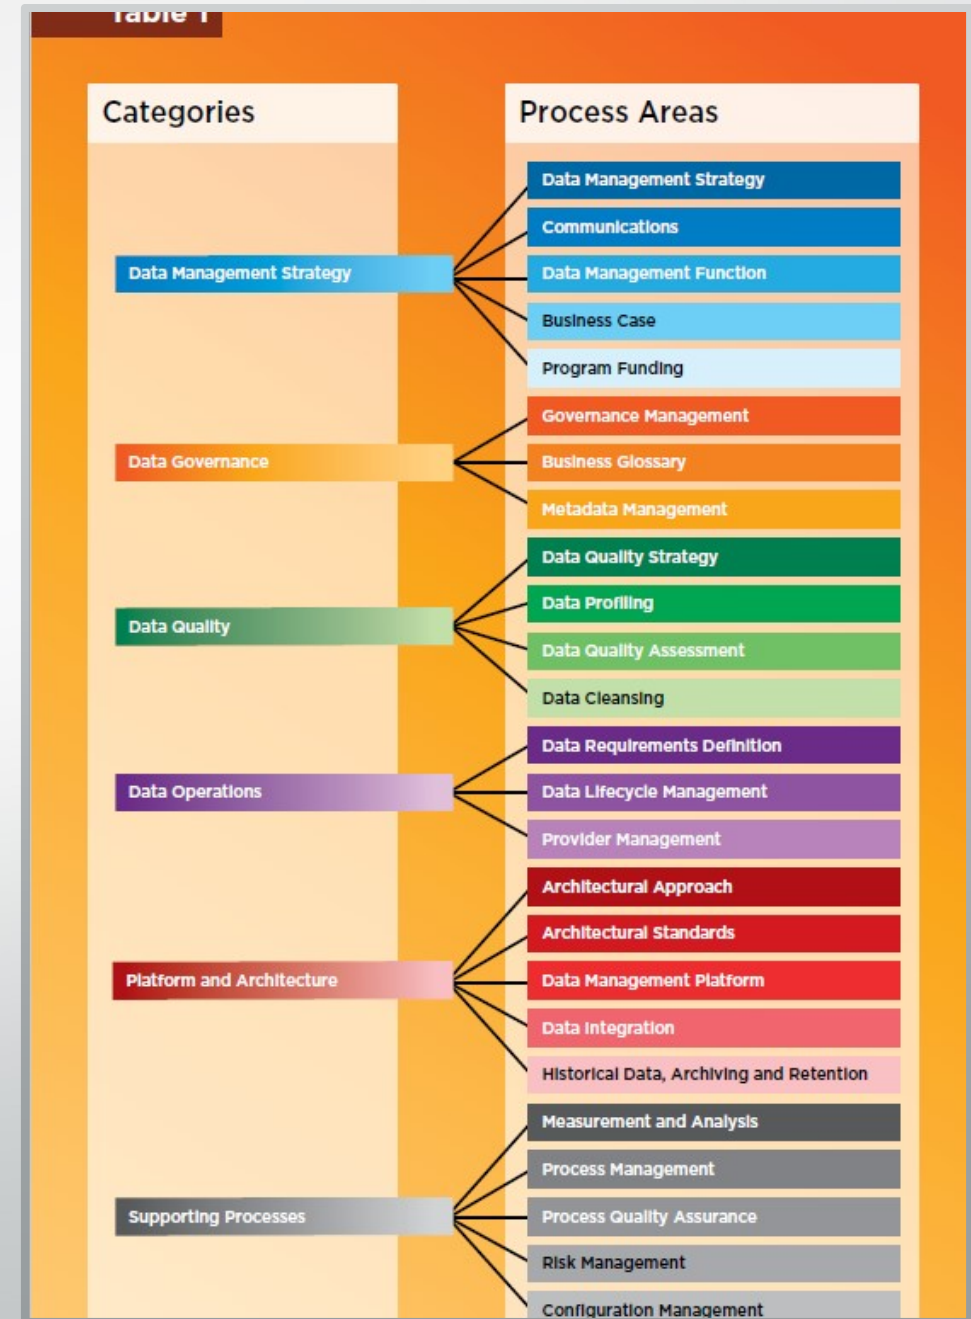 Table 1
Categories
Process Areas
Data Management Strategy
Data Management Strategy
Communications
Data Management Function
Business Case
Program Funding
Data Governance
Governance Management
Business Glossary
Metadata Management
Data Quality
Data Quality Strategy
Data Profiling
Data Quality Assessment
Data Cleansing
Data Operations
Data Requirements Definition
Data Lifecycle Management
Provider Management
Platform and Architecture
Architectural Approach
Architectural Standards
Data Management Platform
Data Integration
Historical Data, Archiving and Retention
Supporting Processes
Measurement and Analysis
Process Management
Process Quality Assurance
Risk Management
Configuration Management